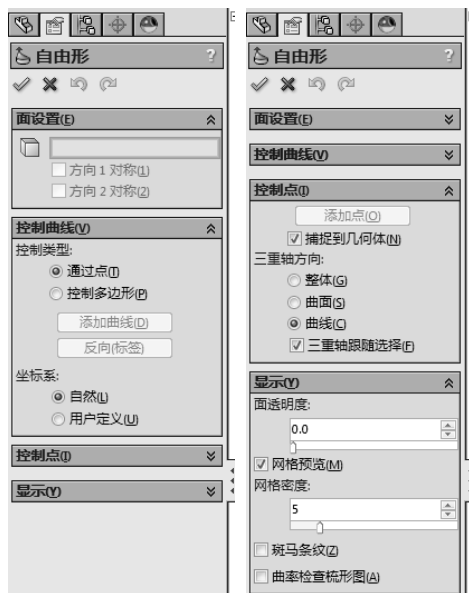 自由形 ?
面设置(F)
方向 1 对称(1)
方向 2 对称(2)
控制曲线(V)
控制类型:
通过点(T)
控制多边形(P)
添加曲线(D)
反向(标签)
坐标系:
自然(L)
用户定义(U)
控制点(I)
显示(Y)
自由形 ?
面设置(E)
控制曲线(V)
控制点(I)
添加点(O)
捕捉到几何体(N)
三重轴方向:
整体(G)
曲面(S)
曲线(C)
三重轴跟随选择(F)
显示(Y)
面透明度:
0.0
网格预览(M)
网格密度:
5
斑马条纹(Z)
曲率检查梳形图(A)